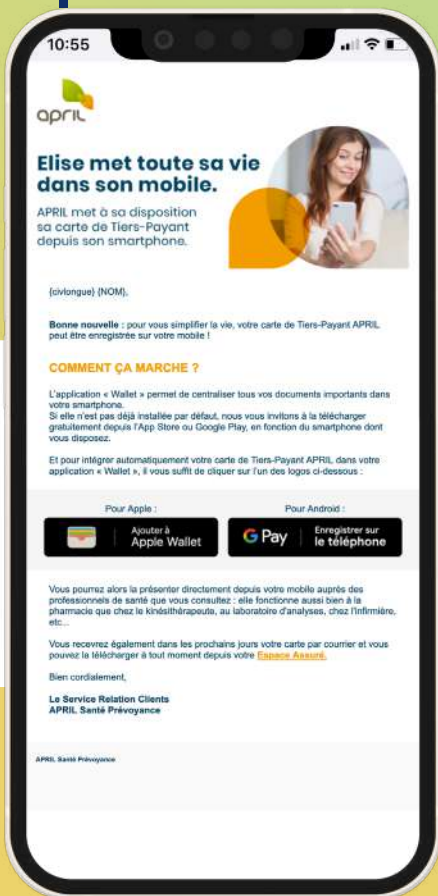 10:55
april
Elise met toute sa vie
dans son mobile.
APRIL met à sa disposition
sa carte de Tiers-Payant
depuis son smartphone.
{civlongue} {NOM},
Bonne nouvelle : pour vous simplifier la vie, votre carte de Tiers-Payant APRIL
peut être enregistrée sur votre mobile !
COMMENT ÇA MARCHE ?
L'application « Wallet » permet de centraliser tous vos documents importants dans
votre smartphone.
Si elle n'est pas déjà installée par défaut, nous vous invitons à la télécharger
gratuitement depuis l'App Store ou Google Play, en fonction du smartphone dont
vous disposez.
Et pour intégrer automatiquement votre carte de Tiers-Payant APRIL dans votre
application « Wallet », il vous suffit de cliquer sur l'un des logos ci-dessous :
Pour Apple : Pour Android :
Ajouter à
Apple Wallet
G Pay
Enregistrer sur
le téléphone
Vous pourrez alors la présenter directement depuis votre mobile auprès des
professionnels de santé que vous consultez : elle fonctionne aussi bien à la
pharmacie que chez le kinésithérapeute, au laboratoire d'analyses, chez l'infirmière,
etc...
Vous recevrez également dans les prochains jours votre carte par courrier et vous
pouvez la télécharger à tout moment depuis votre Espace Assuré.
Bien cordialement,
Le Service Relation Clients
APRIL Santé Prévoyance
APRIL Santé Prévoyance